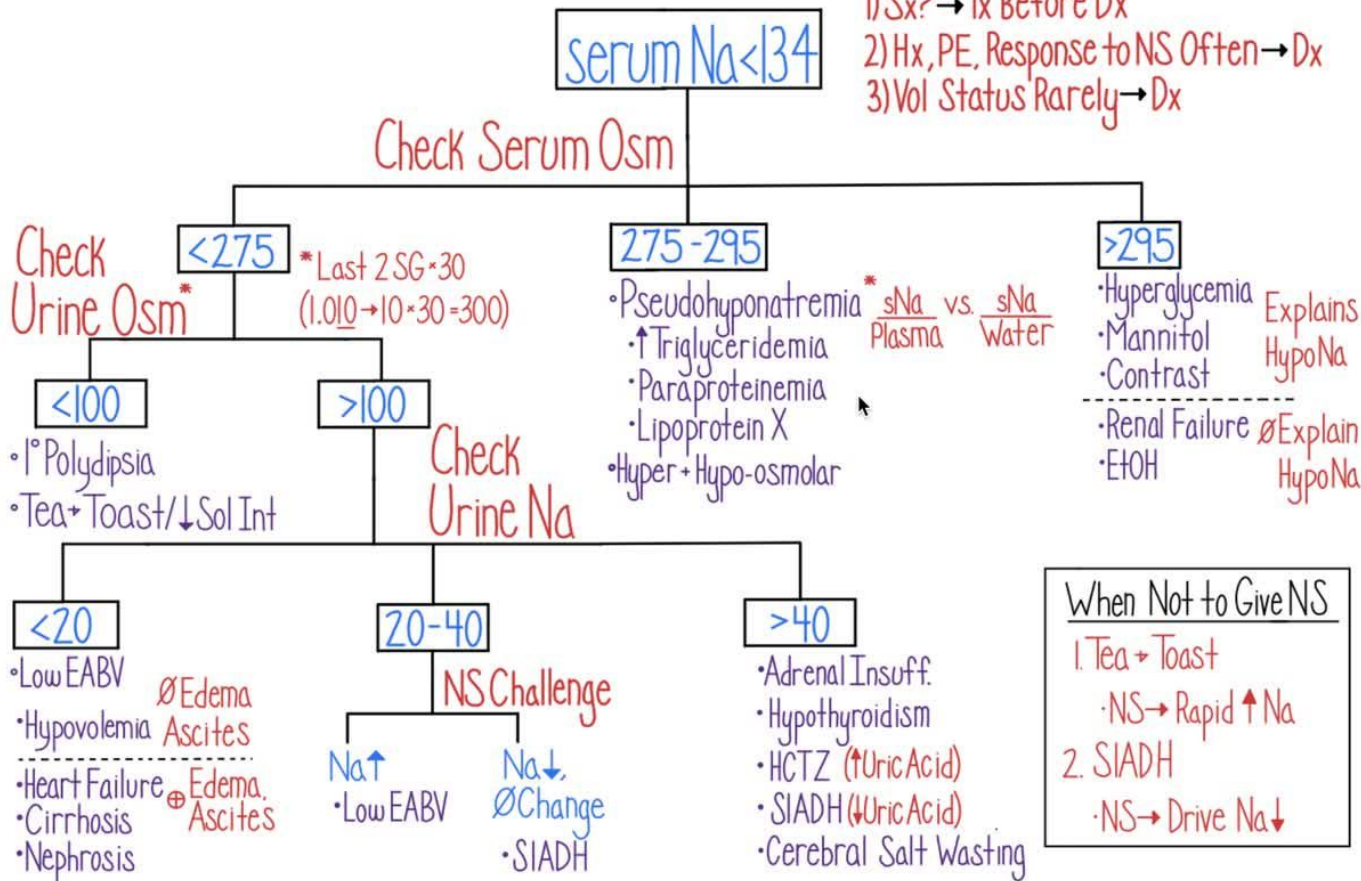 1) Sx? → Tx Before Dx
2) Hx, PE, Response to NS Often → Dx
3) Vol Status Rarely → Dx
serum Na<134
Check Serum Osm
<275
275-295
>295
Check
Urine Osm*
*Last 2 SG×30
(1.010→10×30=300)
•Pseudohyponatremia
•↑Triglyceridemia
•Paraproteinemia
•Lipoprotein X
•Hyper + Hypo-osmolar
* sNa vs. sNa
Plasma Water
•Hyperglycemia
•Mannitol
•Contrast
Explains
HypoNa
•Renal Failure
•EtOH
ØExplain
HypoNa
<100
>100
•1° Polydipsia
•Tea+Toast/↓Sol Int
Check
Urine Na
<20
20-40
>40
•Low EABV
•Hypovolemia
ØEdema
Ascites
•Heart Failure
•Cirrhosis
•Nephrosis
⊕ Edema,
Ascites
NS Challenge
Na↑
•Low EABV
Na↓,
ØChange
•SIADH
•Adrenal Insuff.
•Hypothyroidism
•HCTZ (↑Uric Acid)
•SIADH (↓Uric Acid)
•Cerebral Salt Wasting
When Not to Give NS
1. Tea + Toast
•NS→ Rapid ↑Na
2. SIADH
•NS→ Drive Na↓